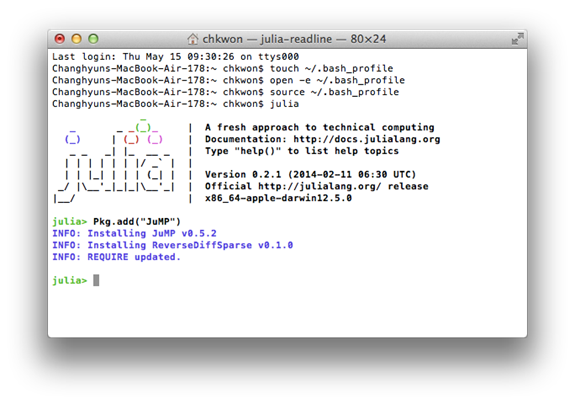 chkwon — julia-readline — 80×24
Last login: Thu May 15 09:30:26 on ttys000
Changhyuns-MacBook-Air-178:~ chkwon$ touch ~/.bash_profile
Changhyuns-MacBook-Air-178:~ chkwon$ open -e ~/.bash_profile
Changhyuns-MacBook-Air-178:~ chkwon$ source ~/.bash_profile
Changhyuns-MacBook-Air-178:~ chkwon$ julia
               _
   _       _ _(_)_     |  A fresh approach to technical computing
  (_)     | (_) (_)    |  Documentation: http://docs.julialang.org
   _ _   _| |_  __ _   |  Type "help()" to list help topics
  | | | | | | |/ _` |  |
  | | |_| | | | (_| |  |  Version 0.2.1 (2014-02-11 06:30 UTC)
 _/ |\__'_|_|_|\__'_|  |  Official http://julialang.org/ release
|__/                   |  x86_64-apple-darwin12.5.0
julia> Pkg.add("JuMP")
INFO: Installing JuMP v0.5.2
INFO: Installing ReverseDiffSparse v0.1.0
INFO: REQUIRE updated.
julia>